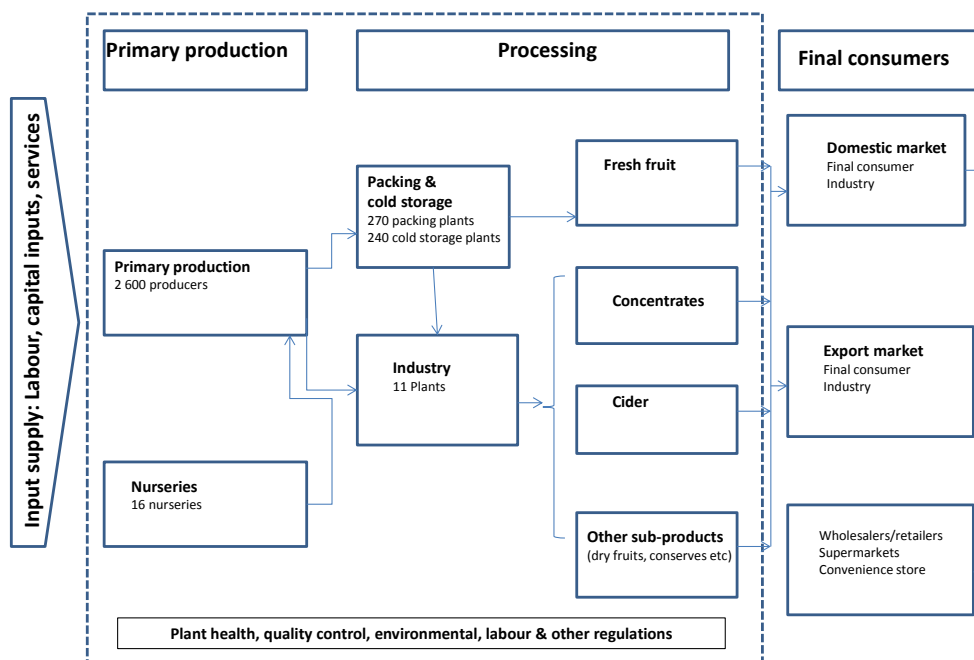 Primary production
Processing
Final consumers
Input supply: Labour, capital inputs, services
Primary production
2 600 producers
Nurseries
16 nurseries
Packing &
cold storage
270 packing plants
240 cold storage plants
Industry
11 Plants
Fresh fruit
Concentrates
Cider
Other sub-products
(dry fruits, conserves etc)
Domestic market
Final consumer
Industry
Export market
Final consumer
Industry
Wholesalers/retailers
Supermarkets
Convenience store
Plant health, quality control, environmental, labour & other regulations